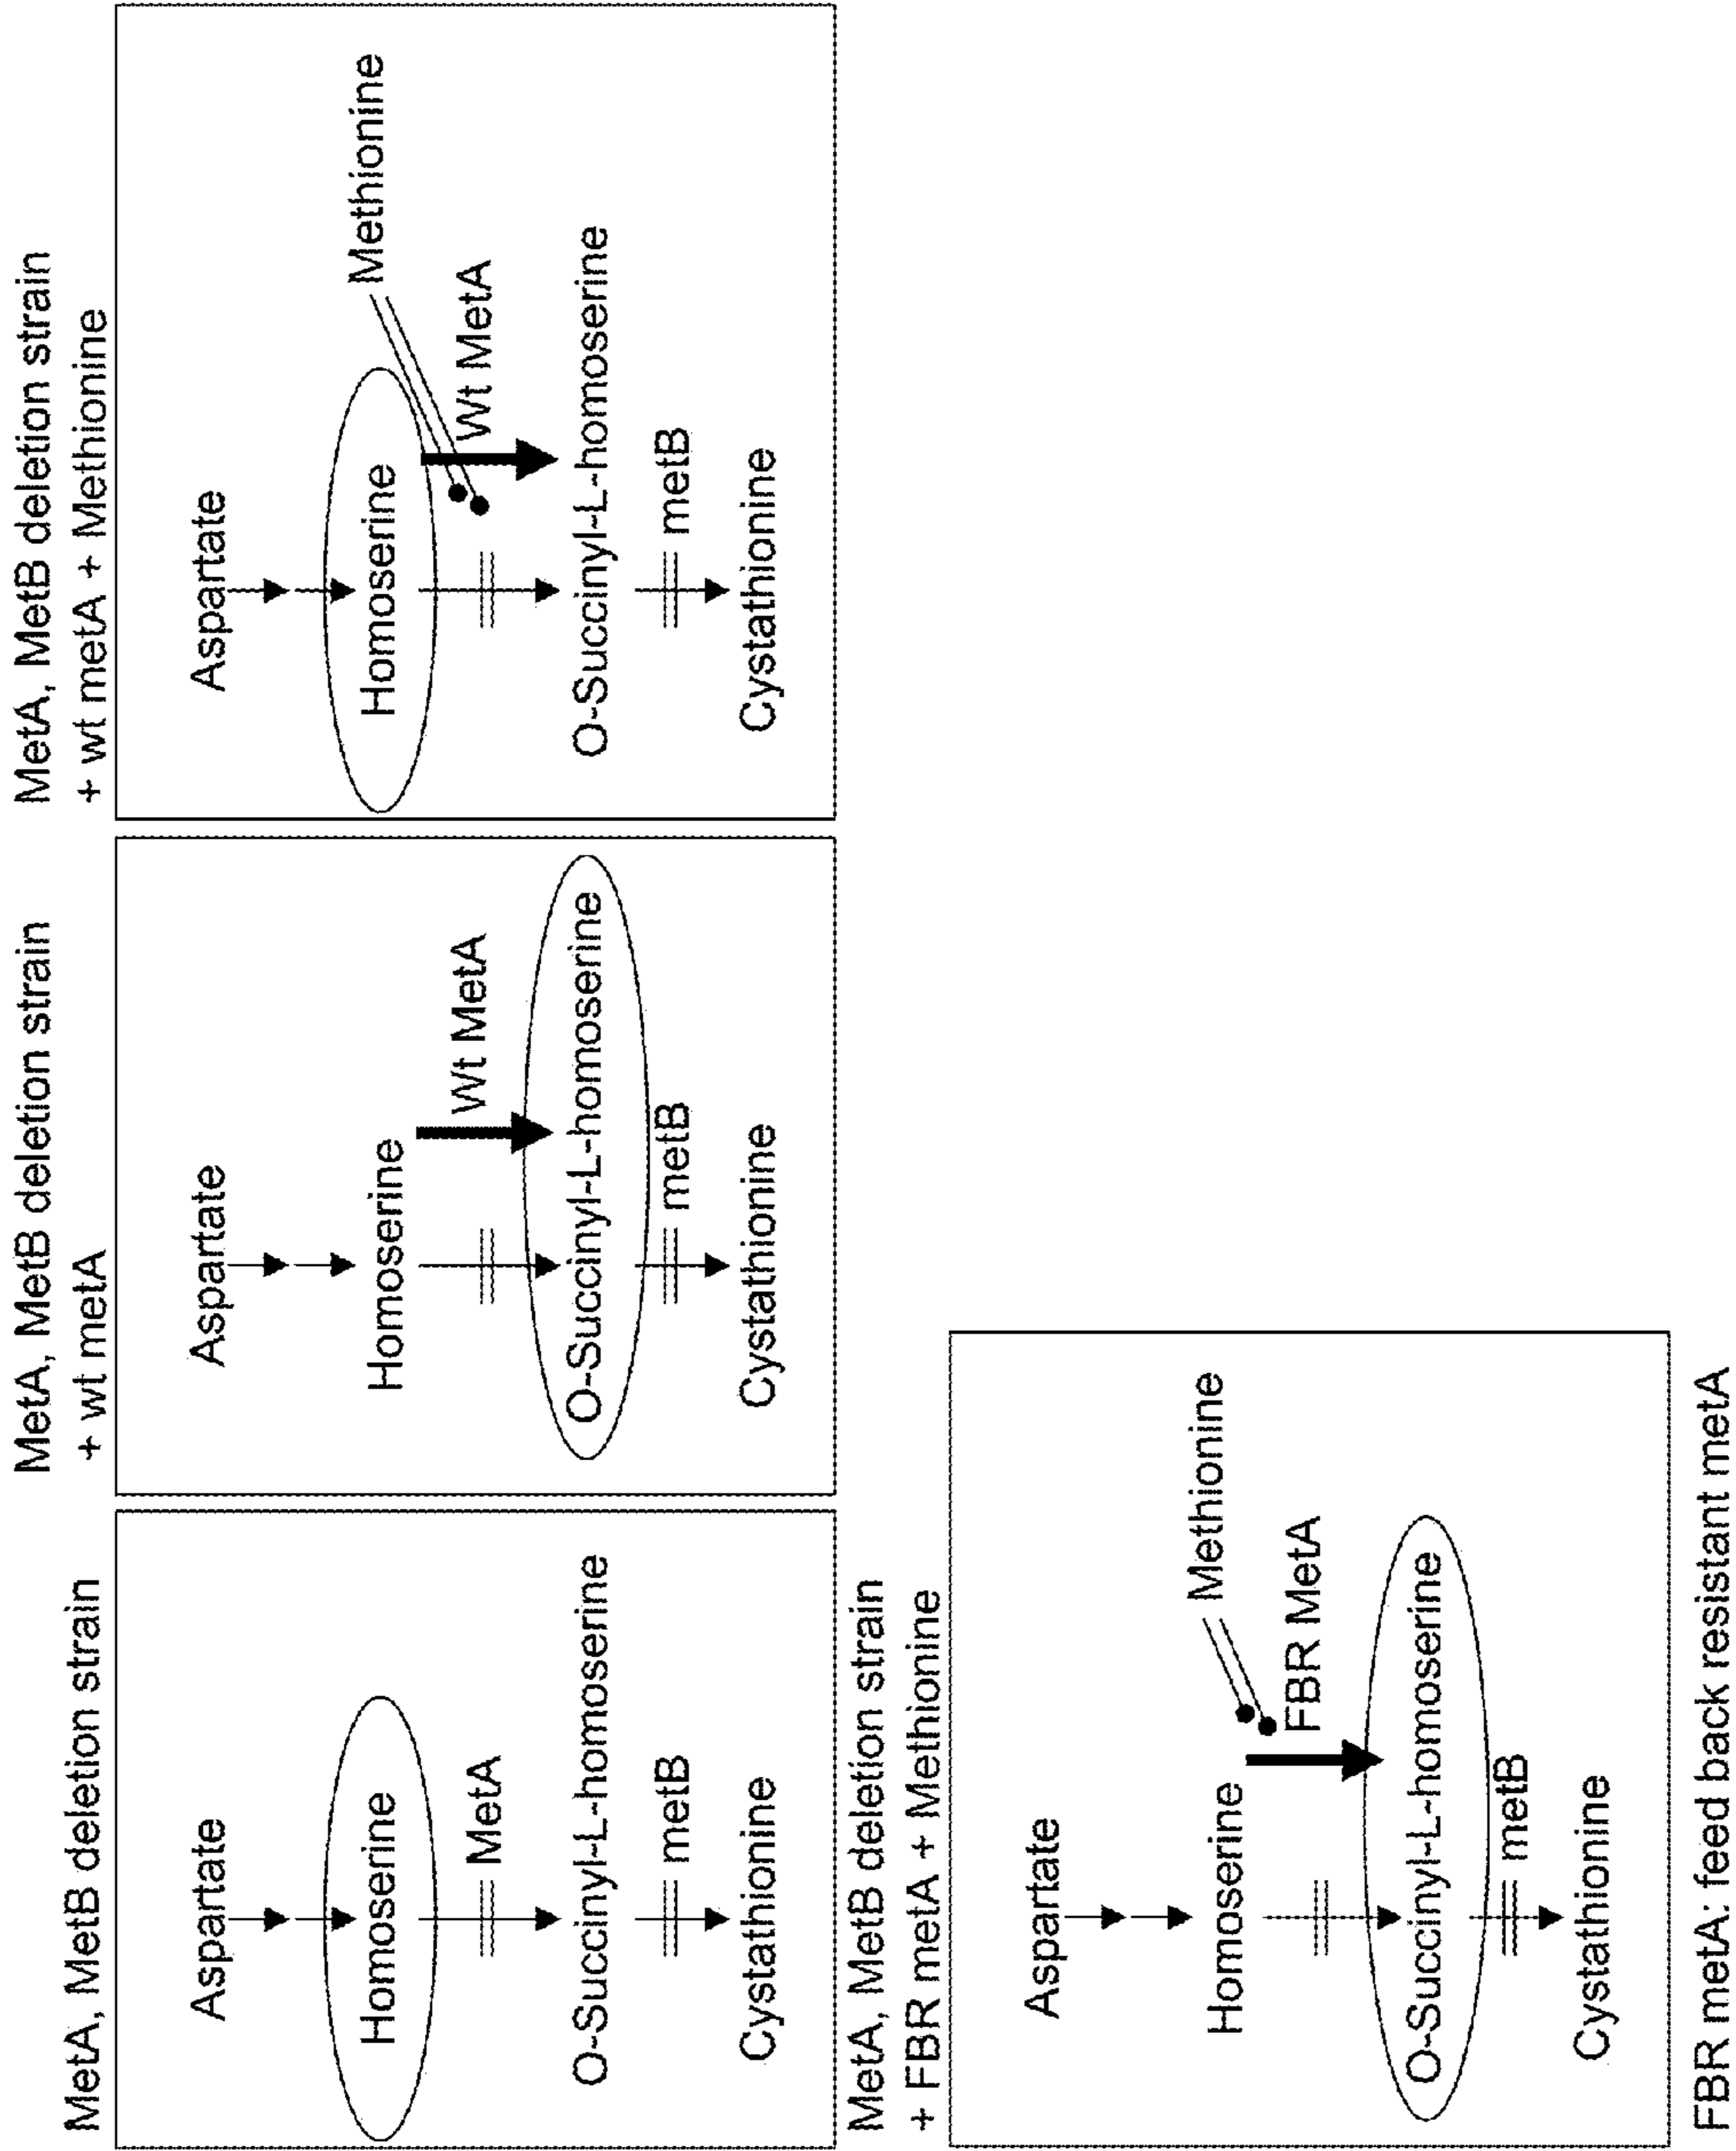 MetA, MetB deletion strain
Aspartate
Homoserine
MetA
O-Succinyl-L-homoserine
metB
Cystathionine
MetA, MetB deletion strain
+ wt metA
Aspartate
Homoserine
Wt MetA
O-Succinyl-L-homoserine
metB
Cystathionine
MetA, MetB deletion strain
+ wt metA + Methionine
Aspartate
Homoserine
Methionine
Wt MetA
O-Succinyl-L-homoserine
metB
Cystathionine
MetA, MetB deletion strain
+ FBR metA + Methionine
Aspartate
Homoserine
Methionine
FBR MetA
O-Succinyl-L-homoserine
metB
Cystathionine
FBR metA: feed back resistant metA